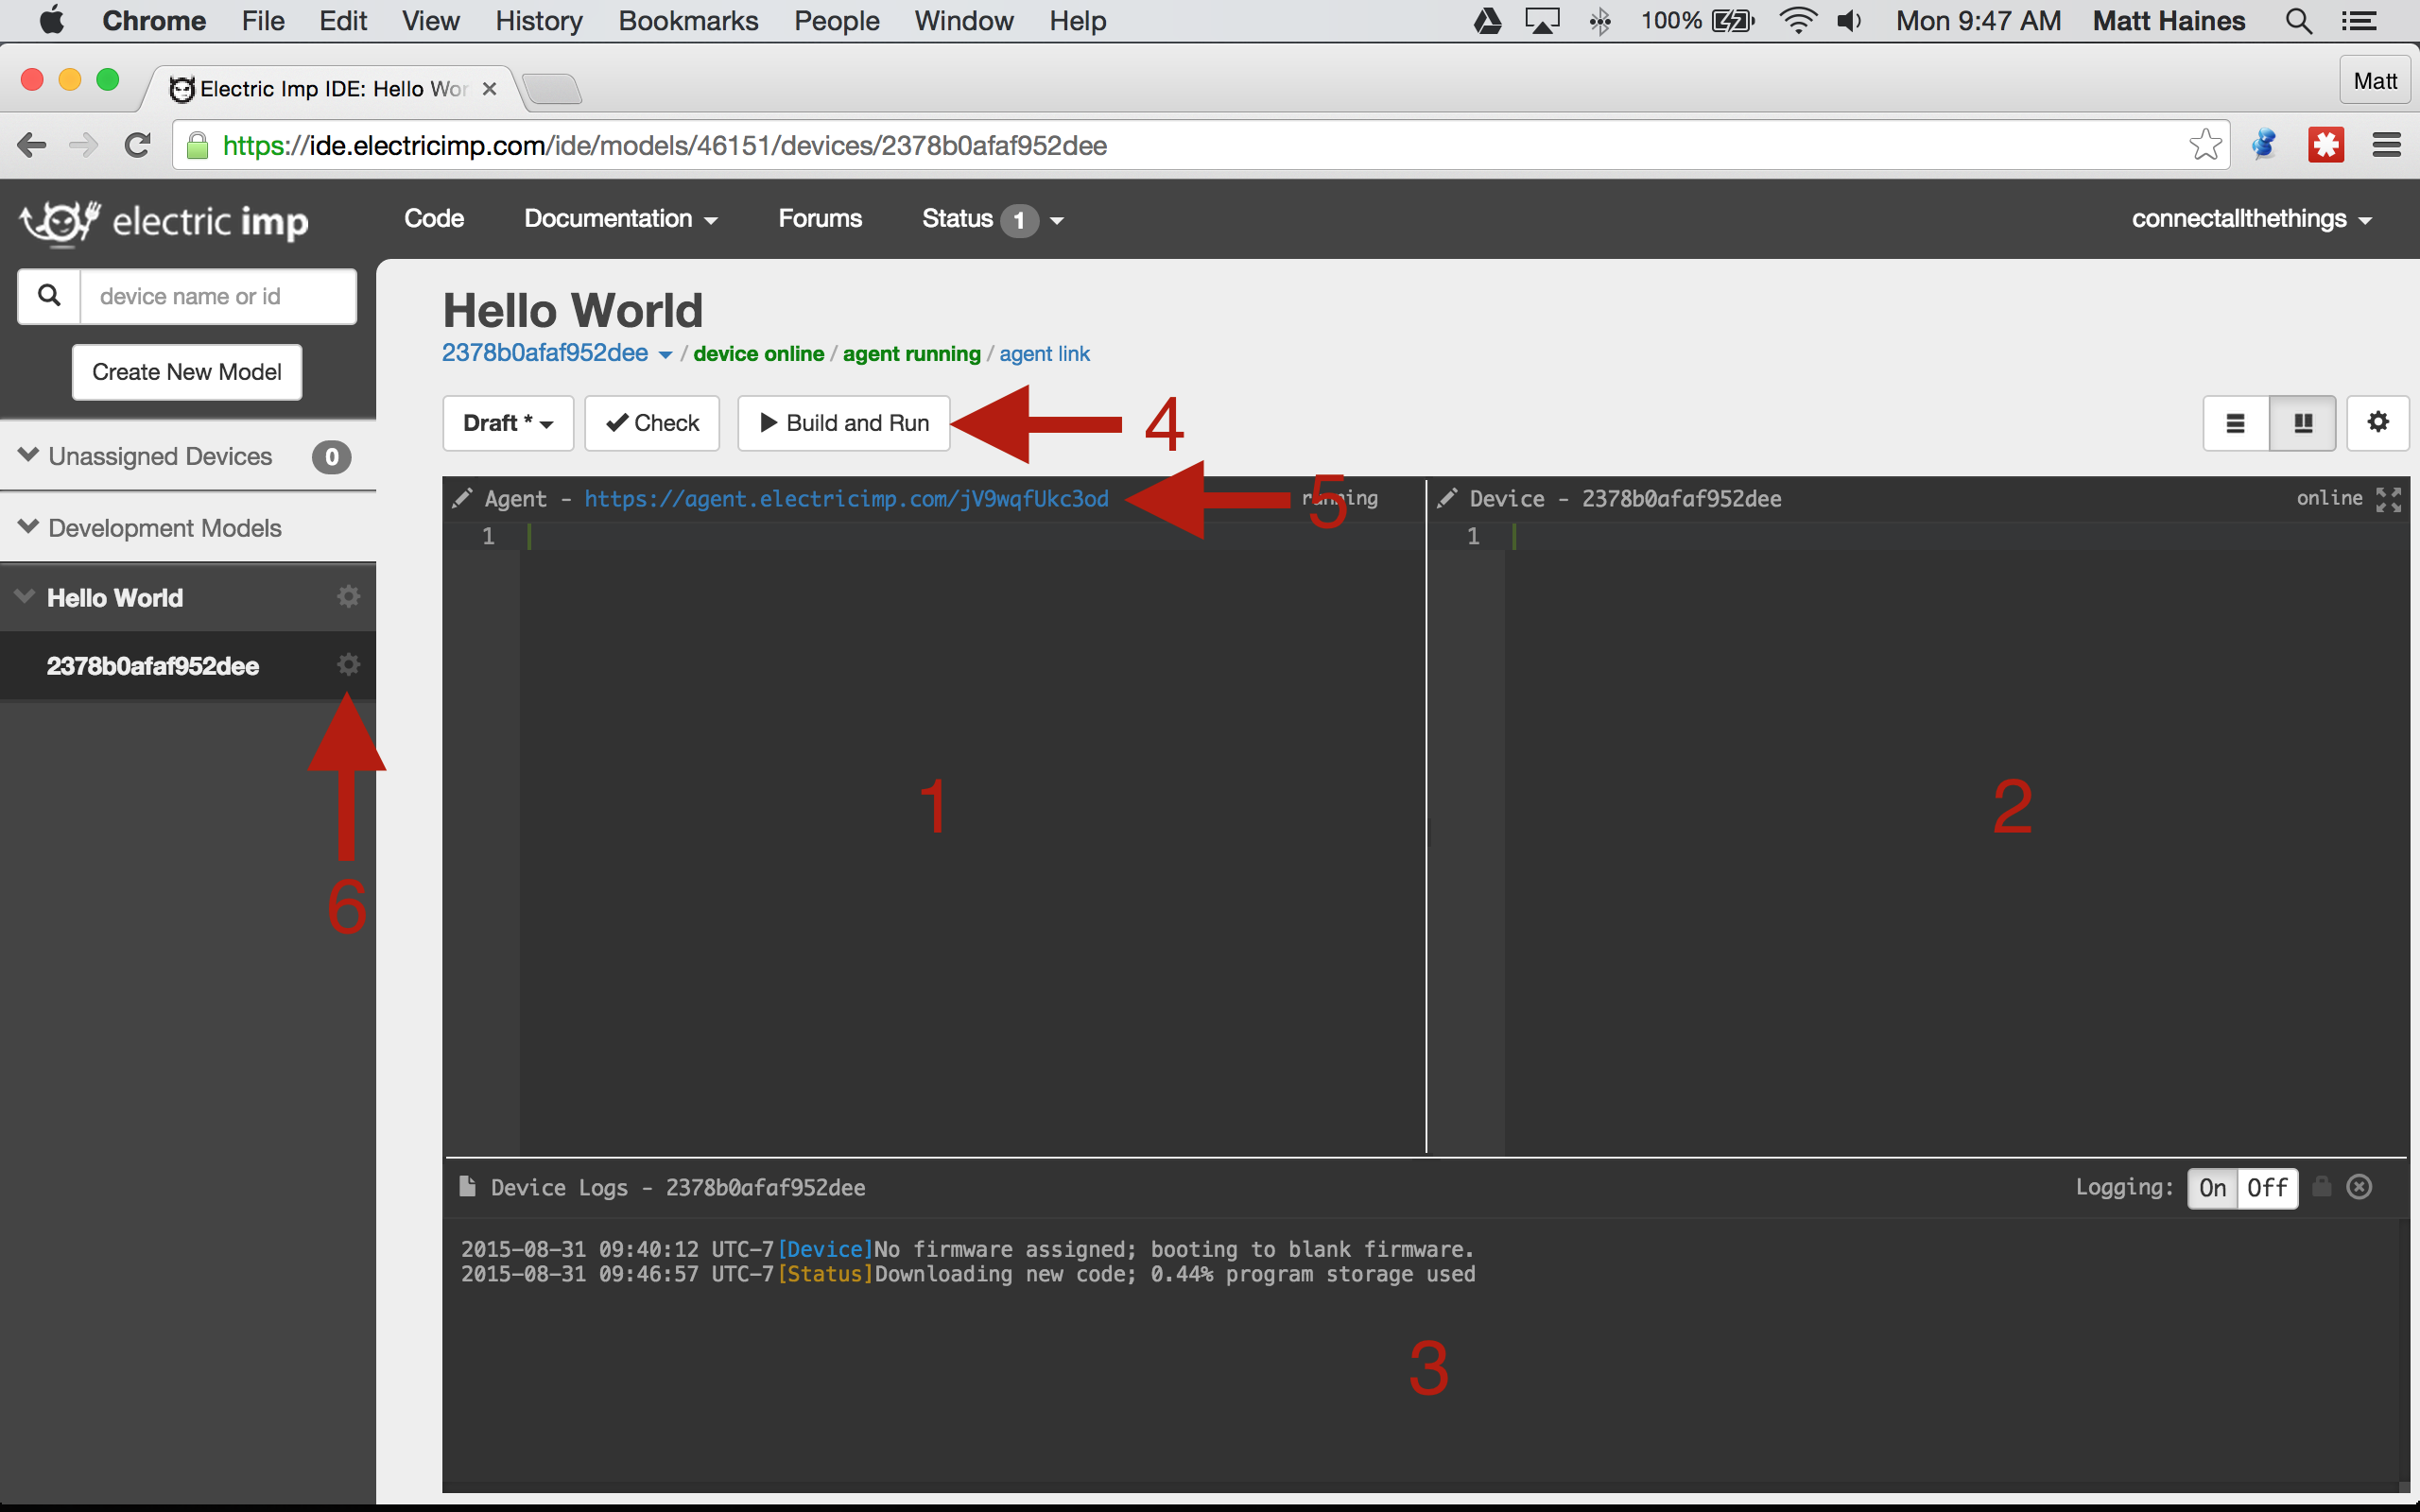 Chrome File Edit View History Bookmarks People Window Help 100% Mon 9:47 AM Matt Haines
Electric Imp IDE: Hello Wor Matt
https://ide.electricimp.com/ide/models/46151/devices/2378b0afaf952dee
electric imp Code Documentation Forums Status 1 connectallthethings
device name or id
Create New Model
Unassigned Devices 0
Development Models
Hello World
2378b0afaf952dee
6
Hello World
2378b0afaf952dee / device online / agent running / agent link
Draft * Check Build and Run 4
Agent - https://agent.electricimp.com/jV9wqfUkc3od 5 running
1
1
Device - 2378b0afaf952dee online
1
2
Device Logs - 2378b0afaf952dee Logging: On Off
2015-08-31 09:40:12 UTC-7[Device]No firmware assigned; booting to blank firmware.
2015-08-31 09:46:57 UTC-7[Status]Downloading new code; 0.44% program storage used
3